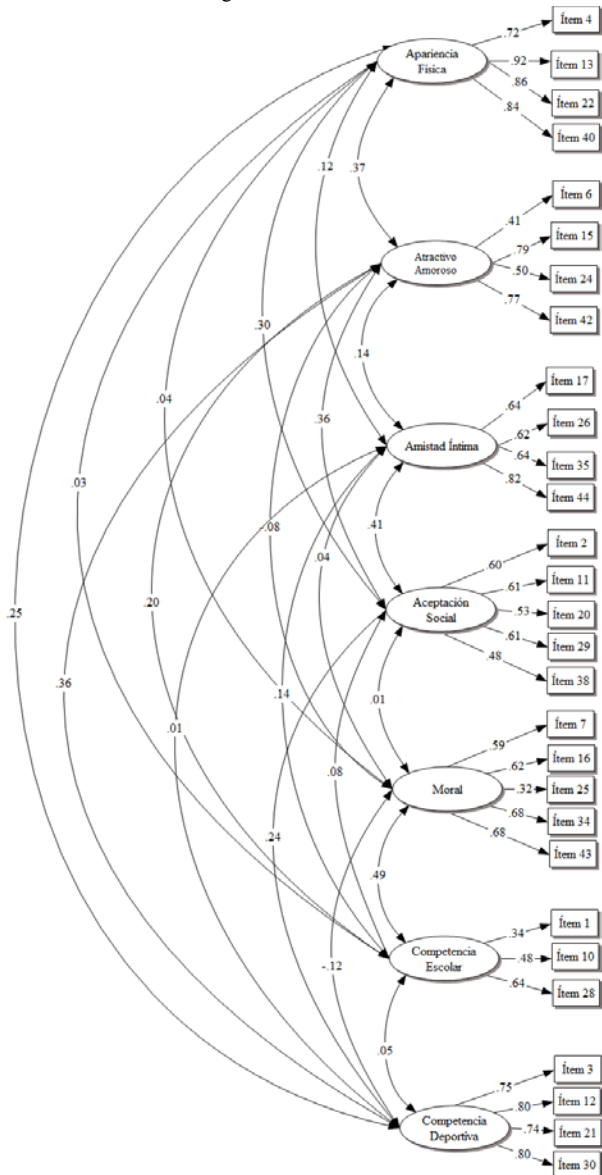 Ítem 4
.72
Apariencia
Física
.92
Ítem 13
.86
Ítem 22
.84
Ítem 40
.12
.37
Ítem 6
.41
.79
Ítem 15
Atractivo
Amoroso
.50
Ítem 24
.77
Ítem 42
.30
.14
.04
.36
Ítem 17
.64
Ítem 26
.62
Amistad Íntima
.64
Ítem 35
.82
Ítem 44
.03
-.08
.41
.04
Ítem 2
.60
.61
Ítem 11
.20
Aceptación
Social
.53
Ítem 20
.25
.61
Ítem 29
.48
Ítem 38
.36
.14
.01
.01
Ítem 7
.59
.62
Ítem 16
.08
Moral
.32
Ítem 25
.68
Ítem 34
.24
.68
Ítem 43
.49
-.12
Ítem 1
.34
Competencia
Escolar
.48
Ítem 10
.64
Ítem 28
.05
Ítem 3
.75
.80
Ítem 12
Competencia
Deportiva
.74
Ítem 21
.80
Ítem 30